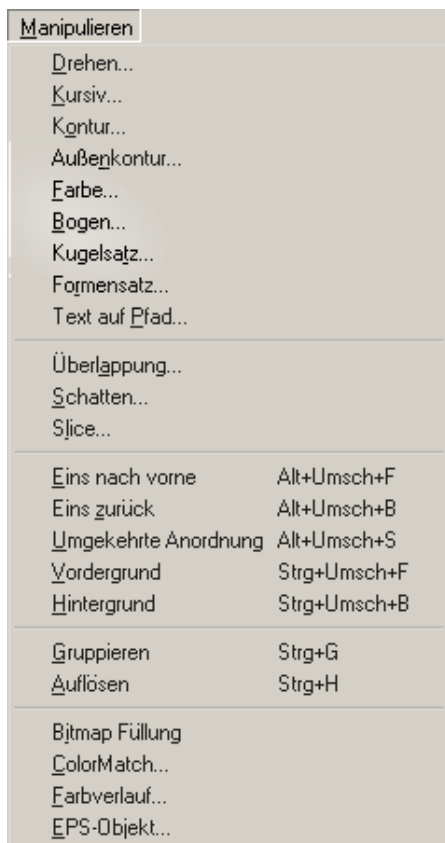 Manipulieren
Drehen...
Kursiv...
Kontur...
Außenkontur...
Farbe...
Bogen...
Kugelsatz...
Formensatz...
Text auf Pfad...
Überlappung...
Schatten...
Slice...
Eins nach vorne Alt+Umsch+F
Eins zurück Alt+Umsch+B
Umgekehrte Anordnung Alt+Umsch+S
Vordergrund Strg+Umsch+F
Hintergrund Strg+Umsch+B
Gruppieren Strg+G
Auflösen Strg+H
Bitmap Füllung
ColorMatch...
Farbverlauf...
EPS-Objekt...